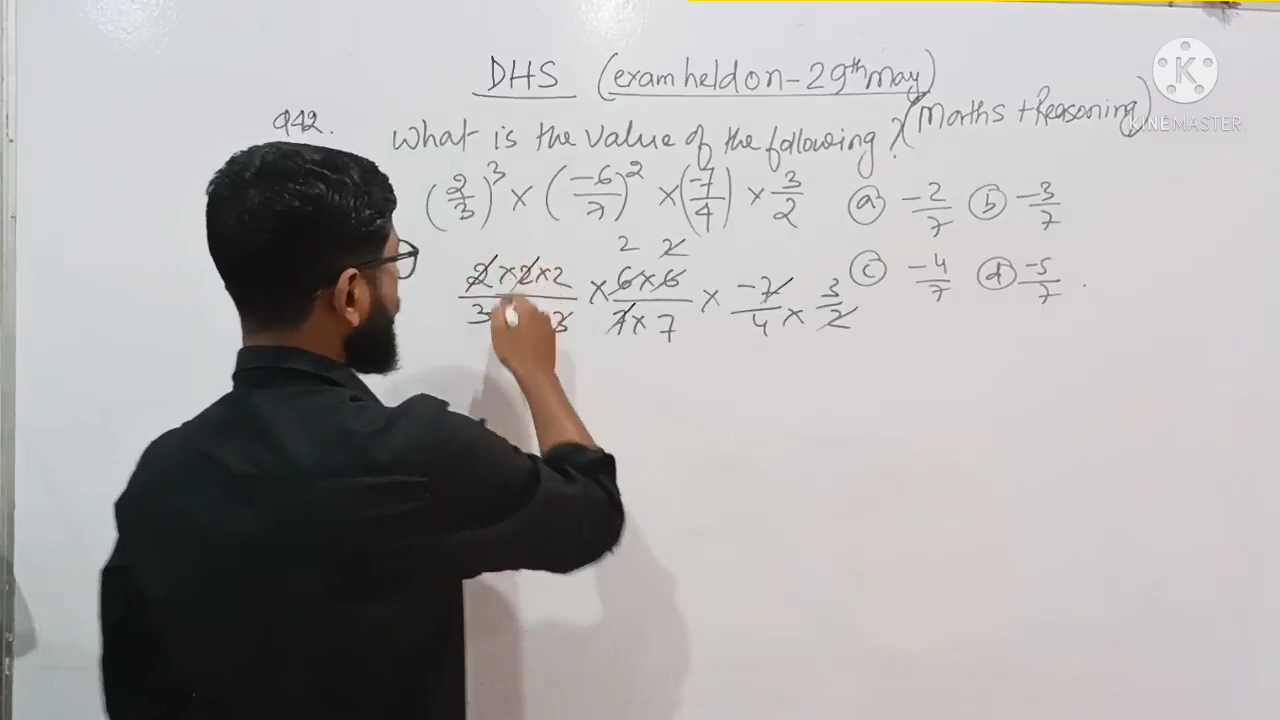 DHS (exam held on - 29th may)
(Maths + Reasoning)
KINEMASTER
Q42. What is the value of the following?
(2/3)^3 × (-6/7)^2 × (-7/4) × 3/2 (a) -2/7 (b) -3/7
(c) -4/7 (d) -5/7.
2 2
2×2×2 / 3 3 × 6×6 / 7×7 × -7/4 × 3/2